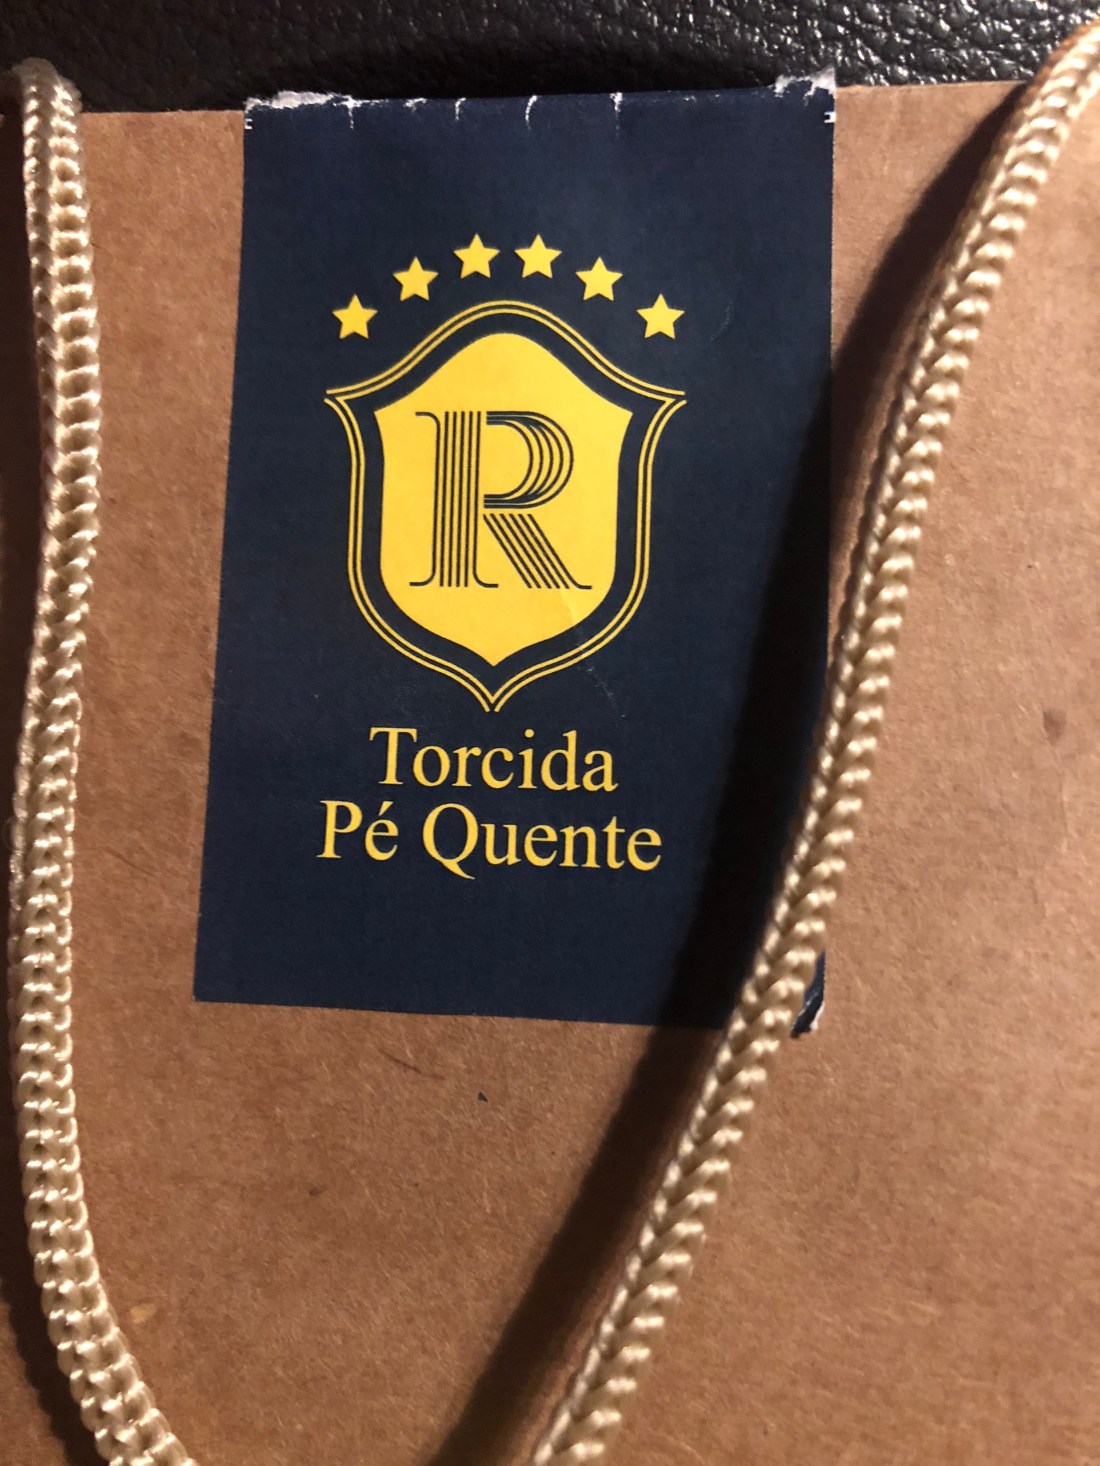 R
Torcida
Pé Quente